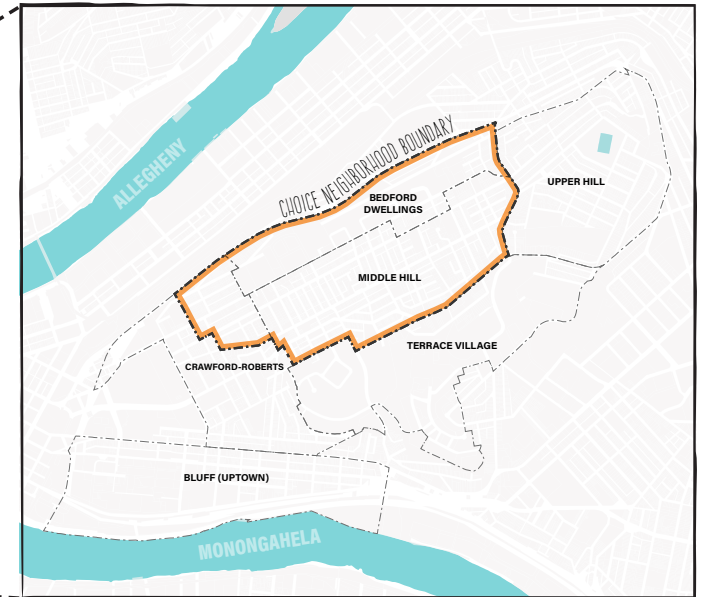 ALLEGHENY
CHOICE NEIGHBORHOOD BOUNDARY
UPPER HILL
BEDFORD
DWELLINGS
MIDDLE HILL
TERRACE VILLAGE
CRAWFORD-ROBERTS
BLUFF (UPTOWN)
MONONGAHELA